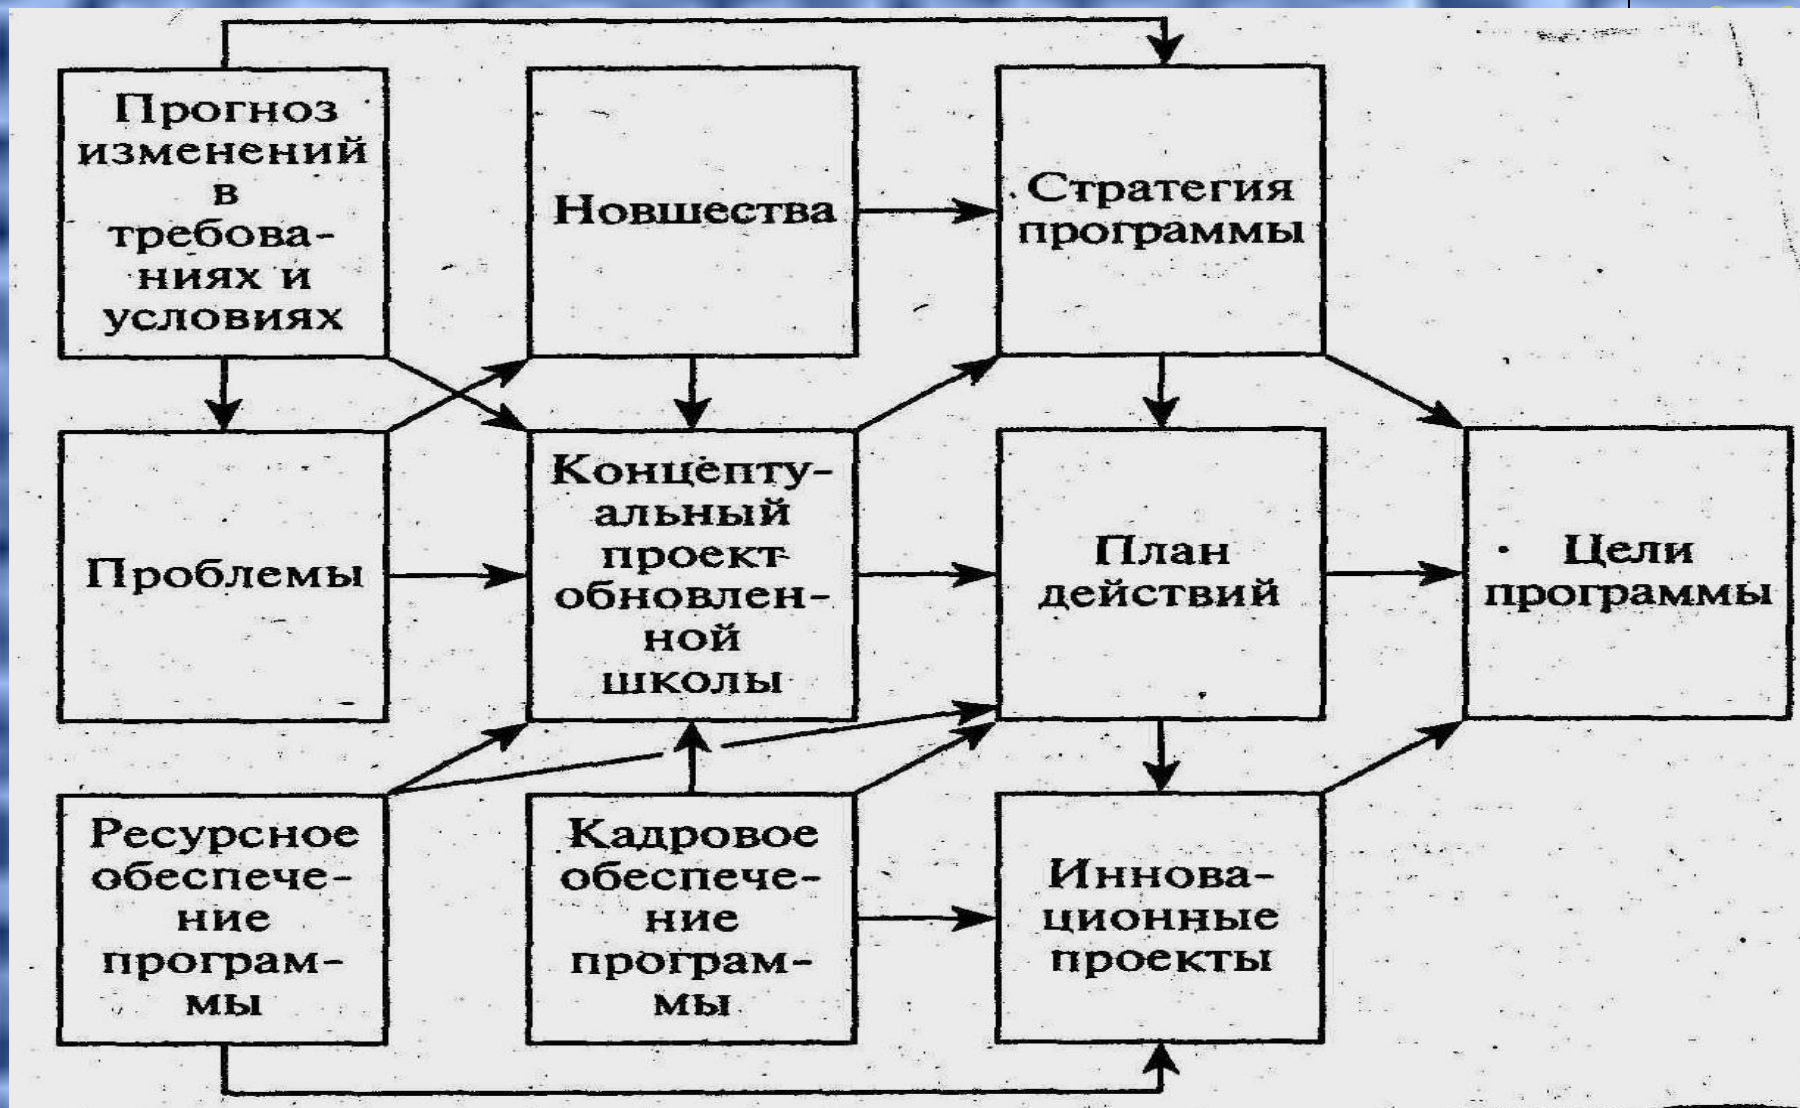 Прогноз
изменений
в
требова-
ниях и
условиях
Новшества
Стратегия
программы
Проблемы
Концепту-
альный
проект
обновлен-
ной
школы
План
действий
Цели
программы
Ресурсное
обеспече-
ние
програм-
мы
Кадровое
обеспече-
ние
програм-
мы
Иннова-
ционные
проекты